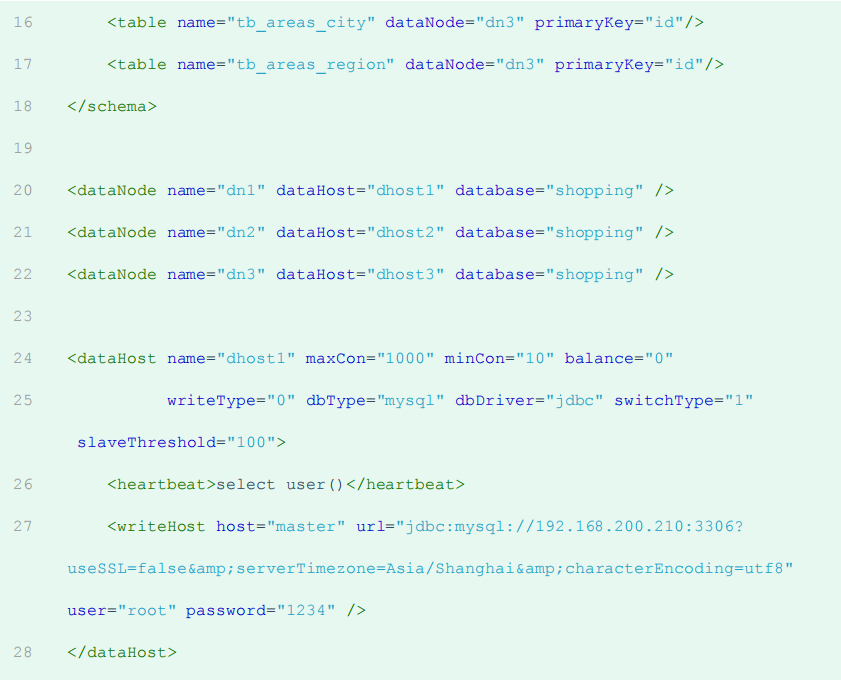 16 <table name="tb_areas_city" dataNode="dn3" primaryKey="id"/>
17 <table name="tb_areas_region" dataNode="dn3" primaryKey="id"/>
18 </schema>
19
20 <dataNode name="dn1" dataHost="dhost1" database="shopping" />
21 <dataNode name="dn2" dataHost="dhost2" database="shopping" />
22 <dataNode name="dn3" dataHost="dhost3" database="shopping" />
23
24 <dataHost name="dhost1" maxCon="1000" minCon="10" balance="0"
25 writeType="0" dbType="mysql" dbDriver="jdbc" switchType="1"
slaveThreshold="100">
26 <heartbeat>select user()</heartbeat>
27 <writeHost host="master" url="jdbc:mysql://192.168.200.210:3306?
useSSL=false&amp;serverTimezone=Asia/Shanghai&amp;characterEncoding=utf8"
user="root" password="1234" />
28 </dataHost>